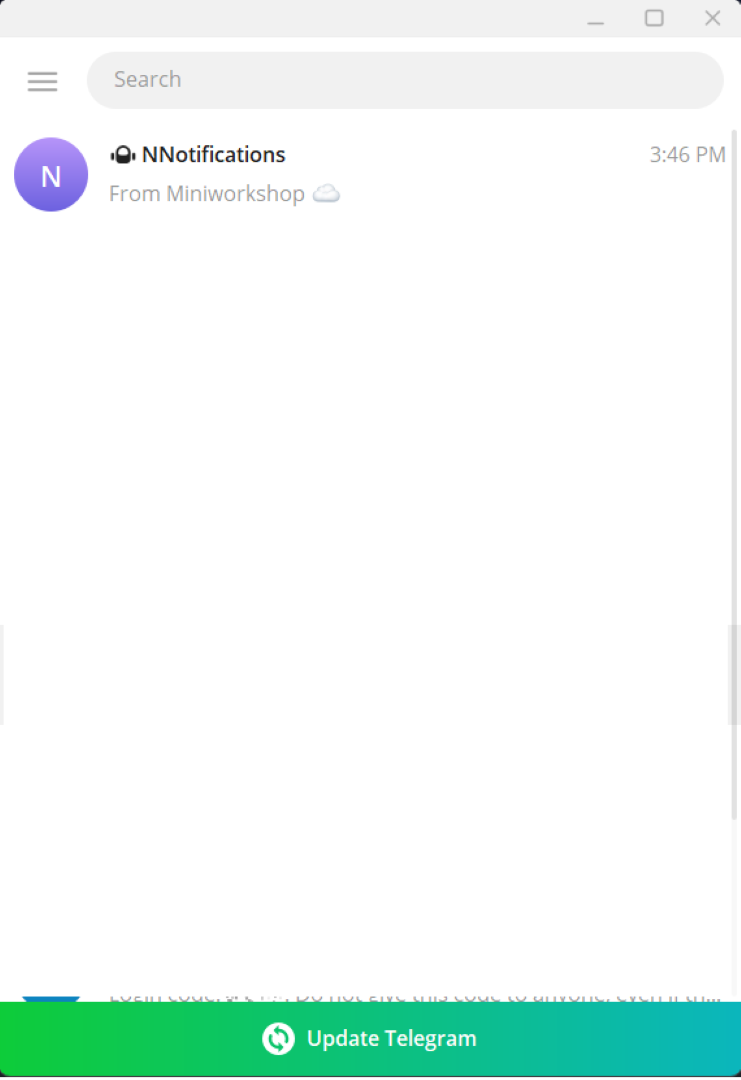 Search
N
NNotifications
3:46 PM
From Miniworkshop ☁️
Login code: Do not give this code to anyone, even if th...
Update Telegram